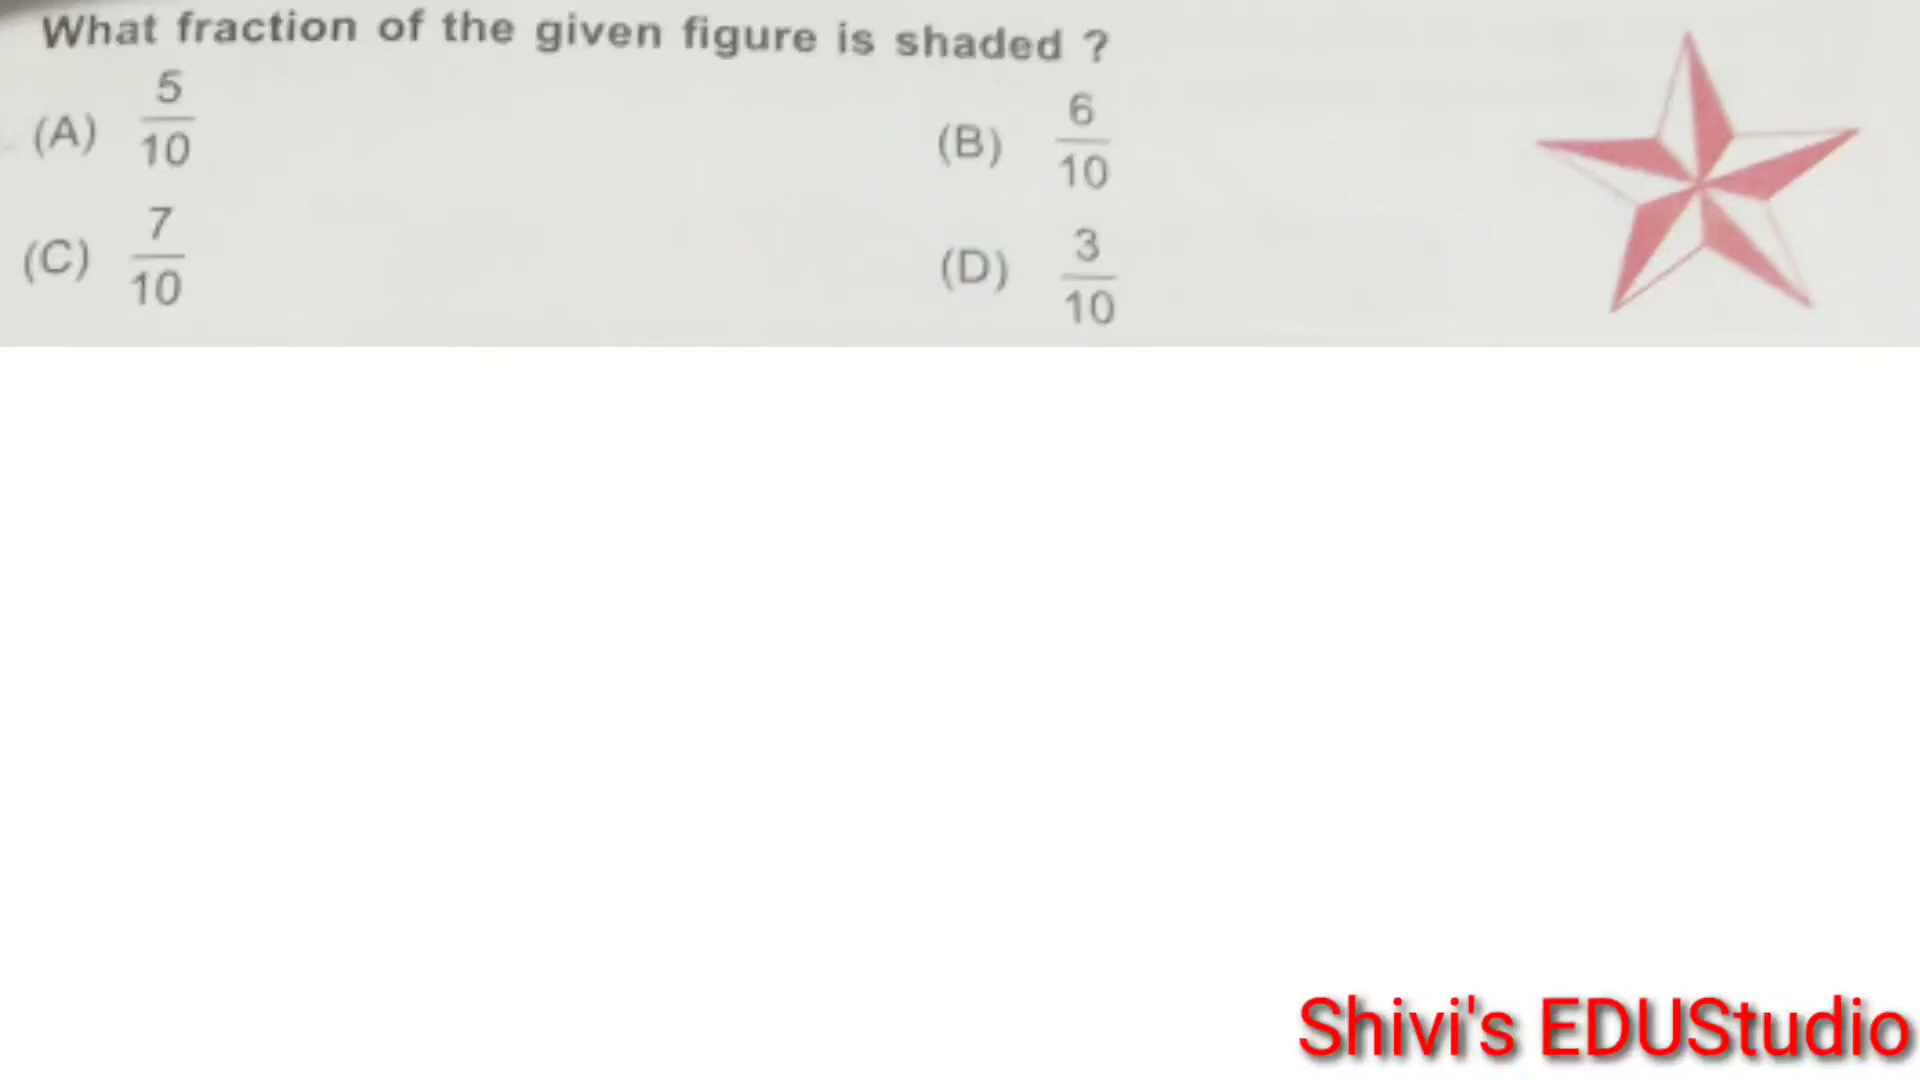 What fraction of the given figure is shaded ?
(A) 5/10
(B) 6/10
(C) 7/10
(D) 3/10
Shivi's EDUStudio